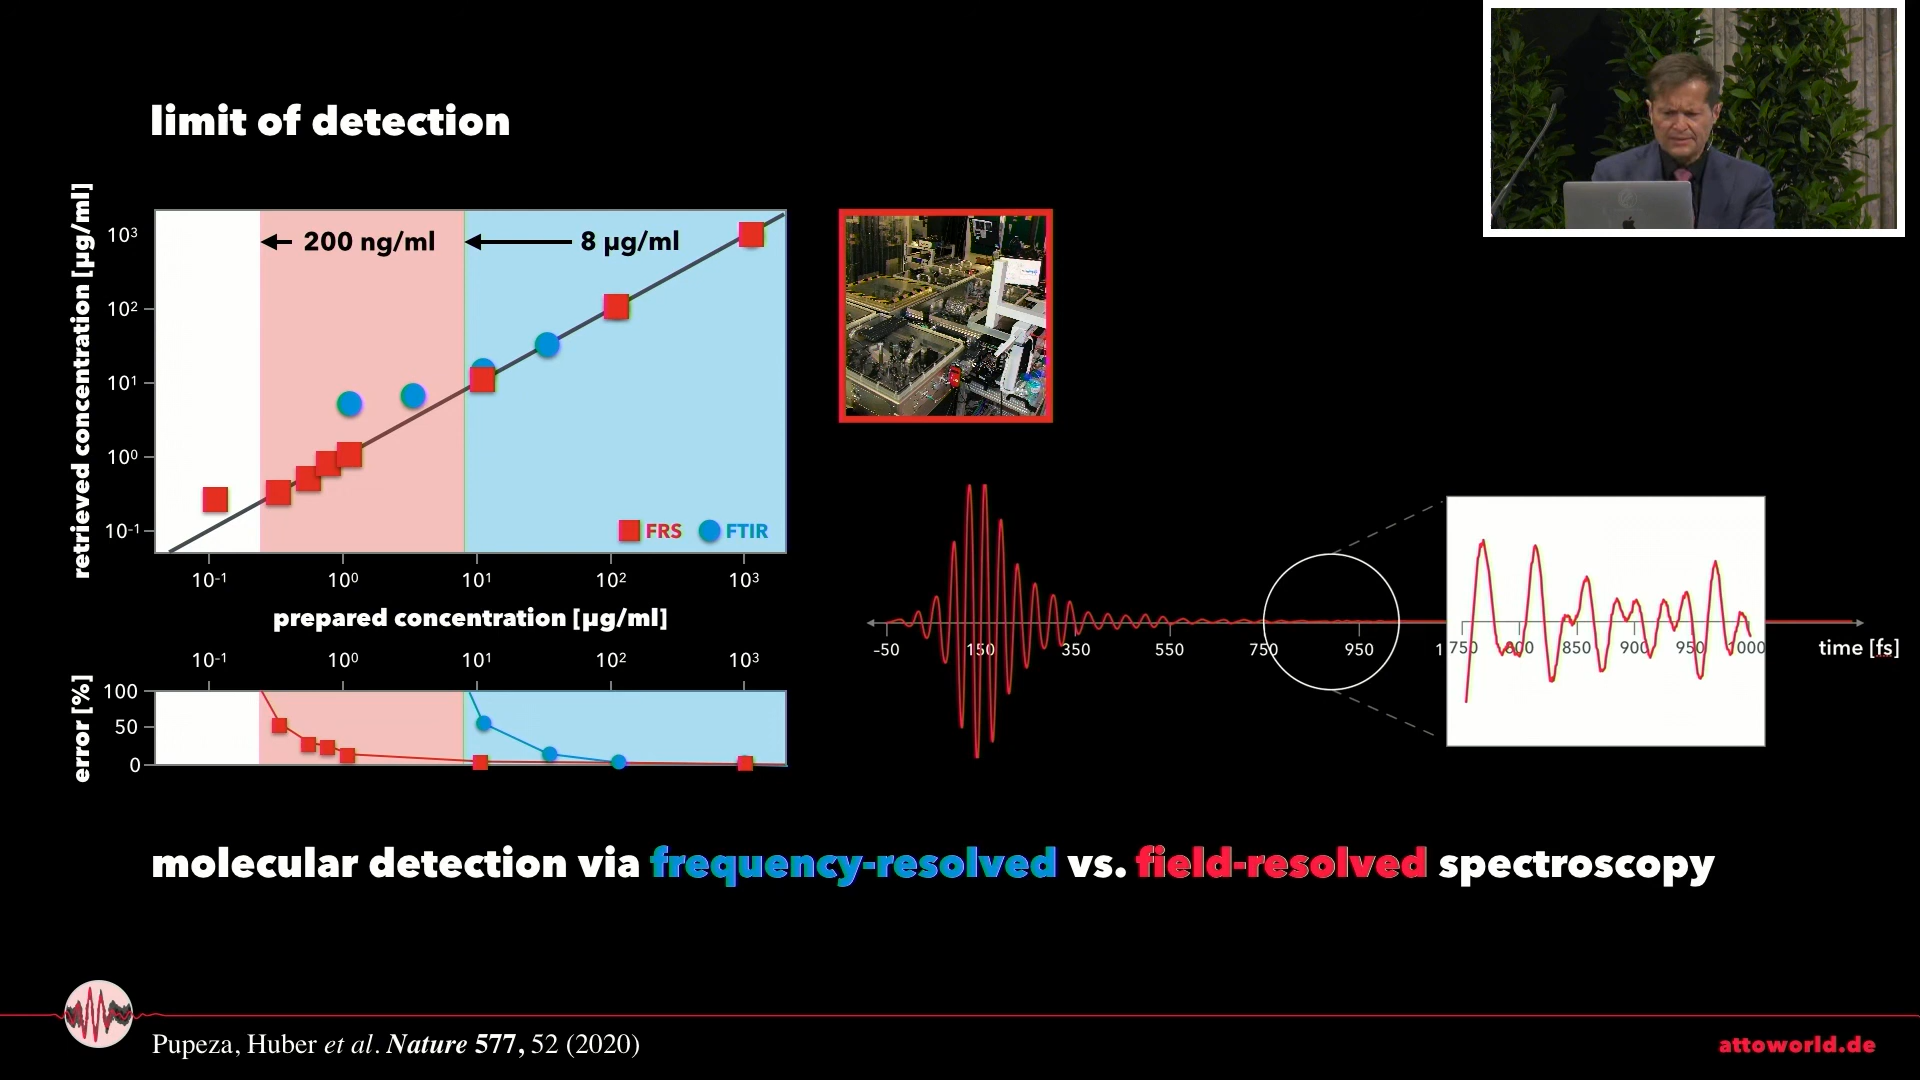 limit of detection
retrieved concentration [µg/ml]
10³
10²
10¹
10⁰
10⁻¹
200 ng/ml
8 µg/ml
FRS
FTIR
10⁻¹ 10⁰ 10¹ 10² 10³
prepared concentration [µg/ml]
10⁻¹ 10⁰ 10¹ 10² 10³
error [%]
100
50
0
-50 150 350 550 750 950 1
750 800 850 900 950 1000
time [fs]
molecular detection via frequency-resolved vs. field-resolved spectroscopy
Pupeza, Huber et al. Nature 577, 52 (2020)
attoworld.de